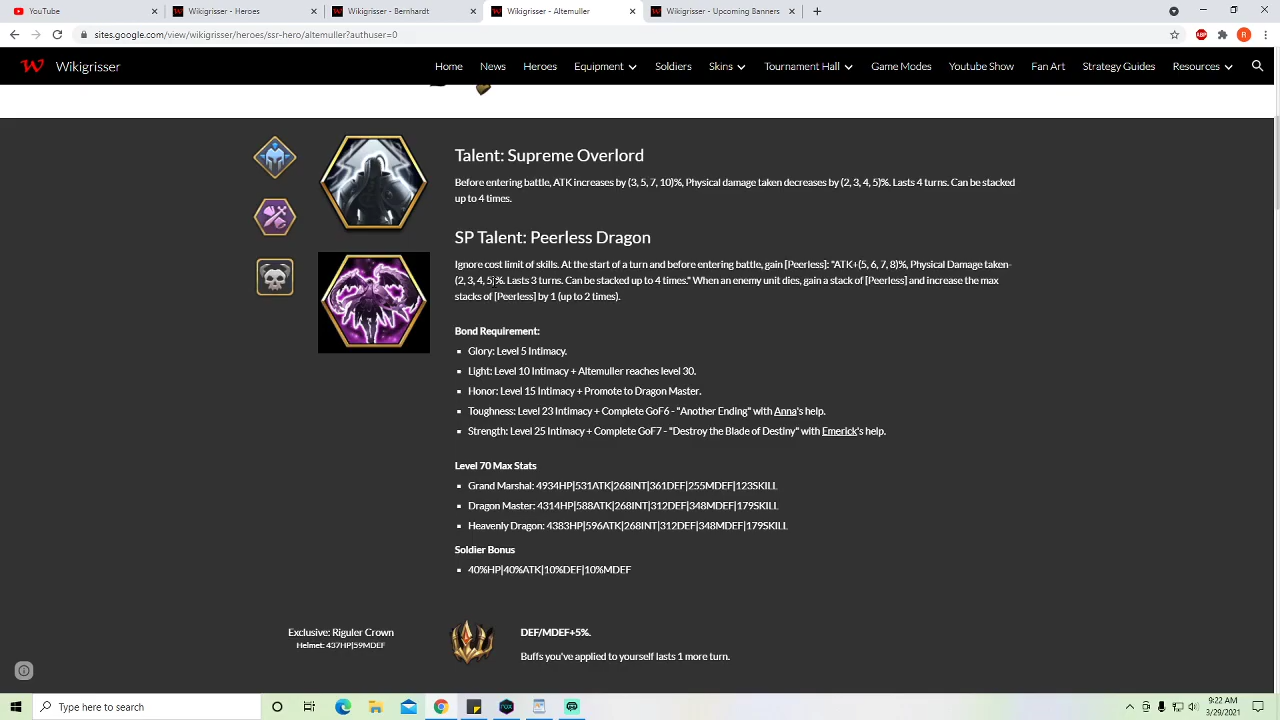 YouTube
Wikigrisser - Heroes
Wikigrisser - Bernhardt
Wikigrisser - Altemuller
Wikigrisser - Upcoming Banners
sites.google.com/view/wikigrisser/heroes/ssr-hero/altemuller?authuser=0
ABP
R
W Wikigrisser
Home News Heroes Equipment Soldiers Skins Tournament Hall Game Modes Youtube Show Fan Art Strategy Guides Resources
Talent: Supreme Overlord
Before entering battle, ATK increases by (3, 5, 7, 10)%, Physical damage taken decreases by (2, 3, 4, 5)%. Lasts 4 turns. Can be stacked
up to 4 times.
SP Talent: Peerless Dragon
Ignore cost limit of skills. At the start of a turn and before entering battle, gain [Peerless]: "ATK+(5, 6, 7, 8)%, Physical Damage taken-
(2, 3, 4, 5)%. Lasts 3 turns. Can be stacked up to 4 times." When an enemy unit dies, gain a stack of [Peerless] and increase the max
stacks of [Peerless] by 1 (up to 2 times).
Bond Requirement:
Glory: Level 5 Intimacy.
Light: Level 10 Intimacy + Altemuller reaches level 30.
Honor: Level 15 Intimacy + Promote to Dragon Master.
Toughness: Level 23 Intimacy + Complete GoF6 - "Another Ending" with Anna's help.
Strength: Level 25 Intimacy + Complete GoF7 - "Destroy the Blade of Destiny" with Emerick's help.
Level 70 Max Stats
Grand Marshal: 4934HP|531ATK|268INT|361DEF|255MDEF|123SKILL
Dragon Master: 4314HP|588ATK|268INT|312DEF|348MDEF|179SKILL
Heavenly Dragon: 4383HP|596ATK|268INT|312DEF|348MDEF|179SKILL
Soldier Bonus
40%HP|40%ATK|10%DEF|10%MDEF
Exclusive: Riguler Crown
Helmet: 437HP|59MDEF
DEF/MDEF+5%.
Buffs you've applied to yourself lasts 1 more turn.
Type here to search
9:22 AM
3/29/2021